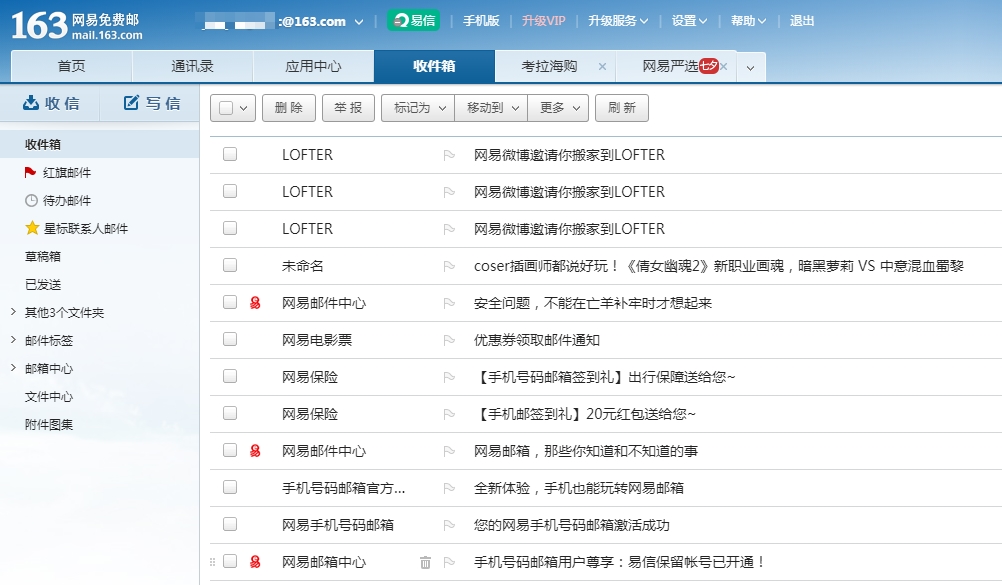 163 网易免费邮
mail.163.com
:@163.com 易信 手机版 升级VIP 升级服务 设置 帮助 退出
首页 通讯录 应用中心 收件箱 考拉海购 × 网易严选 七夕 ×
收信 写信
删除 举报 标记为 移动到 更多 刷新
收件箱
红旗邮件
待办邮件
星标联系人邮件
草稿箱
已发送
其他3个文件夹
邮件标签
邮箱中心
文件中心
附件图集
LOFTER 网易微博邀请你搬家到LOFTER
LOFTER 网易微博邀请你搬家到LOFTER
LOFTER 网易微博邀请你搬家到LOFTER
未命名 coser插画师都说好玩！《倩女幽魂2》新职业画魂，暗黑萝莉 VS 中意混血蜀黎
网易邮件中心 安全问题，不能在亡羊补牢时才想起来
网易电影票 优惠券领取邮件通知
网易保险 【手机号码邮箱签到礼】出行保障送给您~
网易保险 【手机邮签到礼】20元红包送给您~
网易邮件中心 网易邮箱，那些你知道和不知道的事
手机号码邮箱官方... 全新体验，手机也能玩转网易邮箱
网易手机号码邮箱 您的网易手机号码邮箱激活成功
网易邮箱中心 手机号码邮箱用户尊享：易信保留帐号已开通！